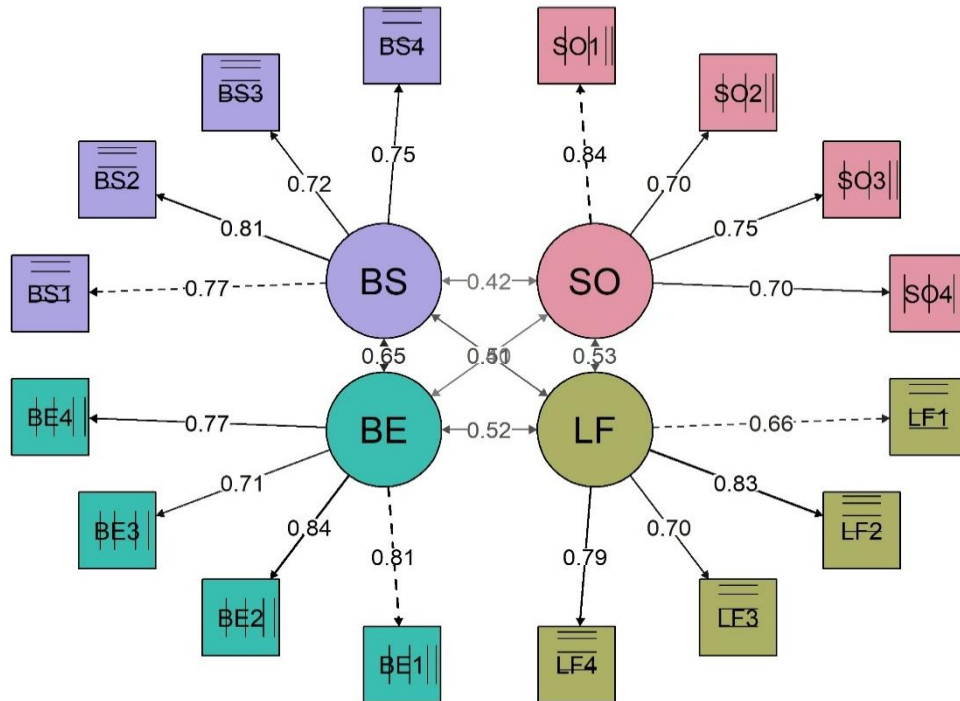 BS4 SO1
BS3 SO2
BS2 SO3
0.75 0.84
0.72 0.70
0.81 0.75
BS1 BS 0.42 SO SO4
0.77 0.70
0.65 0.53
BE4 BE 0.52 LF LF1
0.77 0.66
0.71 0.83
BE3 0.84 0.70 LF2
0.81 0.79
BE2 LF3
BE1 LF4